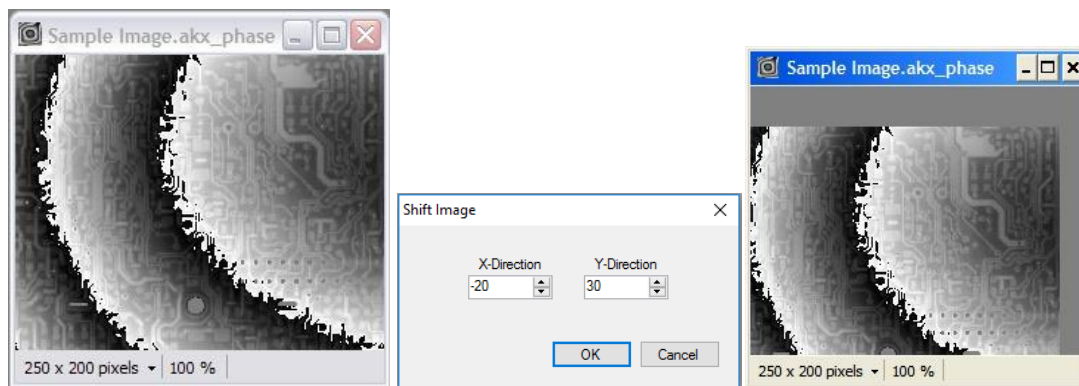 Sample Image.akx_phase
250 x 200 pixels 100 %
Shift Image
X-Direction Y-Direction
-20 30
OK Cancel
Sample Image.akx_phase
250 x 200 pixels 100 %